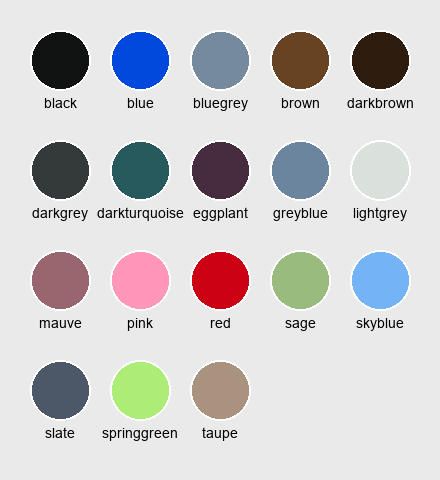 black blue bluegrey brown darkbrown
darkgrey darkturquoise eggplant greyblue lightgrey
mauve pink red sage skyblue
slate springgreen taupe